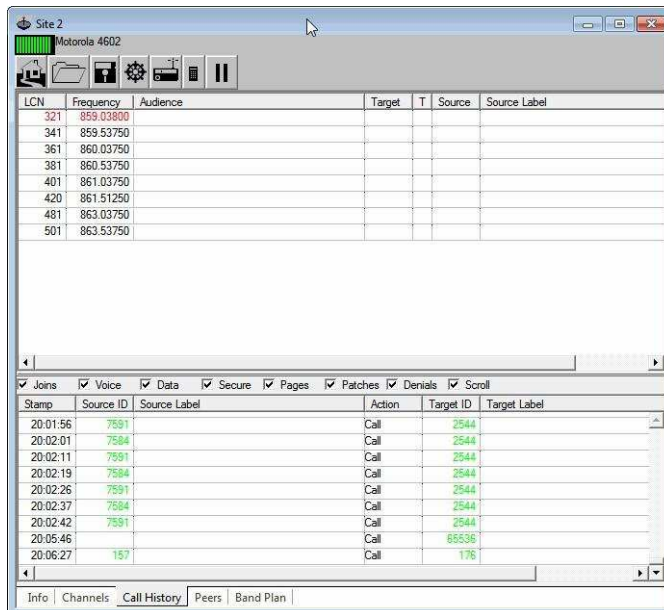 Site 2
Motorola 4602
LCN Frequency Audience Target T Source Source Label
321 859.03800
341 859.53750
361 860.03750
381 860.53750
401 861.03750
420 861.51250
481 863.03750
501 863.53750
Joins Voice Data Secure Pages Patches Denials Scroll
Stamp Source ID Source Label Action Target ID Target Label
20:01:56 7591 Call 2544
20:02:01 7584 Call 2544
20:02:11 7591 Call 2544
20:02:19 7584 Call 2544
20:02:26 7591 Call 2544
20:02:37 7584 Call 2544
20:02:42 7591 Call 2544
20:05:46 Call 65536
20:06:27 157 Call 176
Info Channels Call History Peers Band Plan